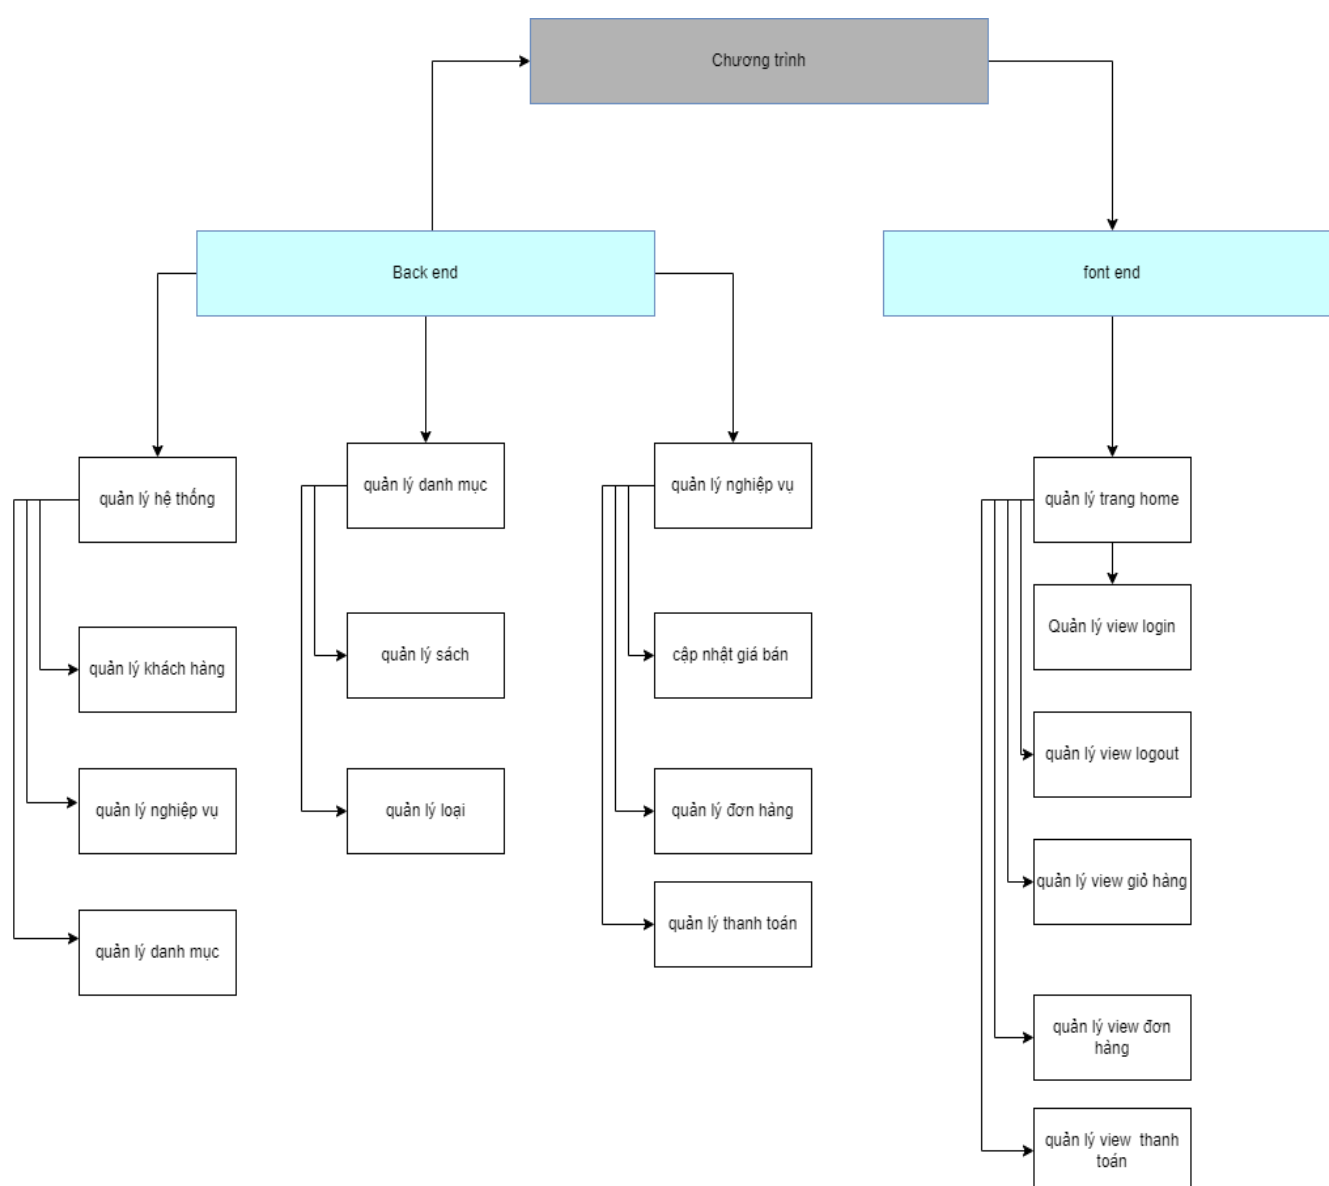 Chương trình
Back end
font end
quản lý hệ thống
quản lý khách hàng
quản lý nghiệp vụ
quản lý danh mục
quản lý danh mục
quản lý sách
quản lý loại
quản lý nghiệp vụ
cập nhật giá bán
quản lý đơn hàng
quản lý thanh toán
quản lý trang home
Quản lý view login
quản lý view logout
quản lý view giỏ hàng
quản lý view đơn
hàng
quản lý view  thanh
toán